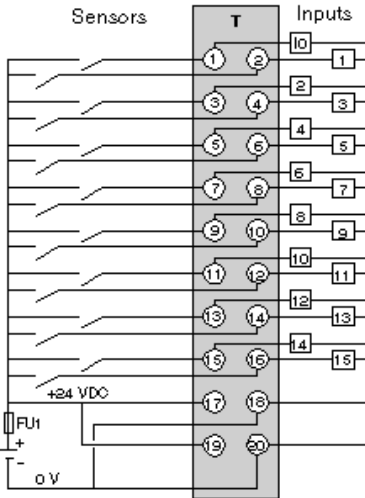 Sensors T Inputs
I0
1 2 1
2
3 4 3
4
5 6 5
6
7 8 7
8
9 10 9
10
11 12 11
12
13 14 13
14
15 16 15
+24 VDC
17 18
FU1
+
19 20
-
0 V